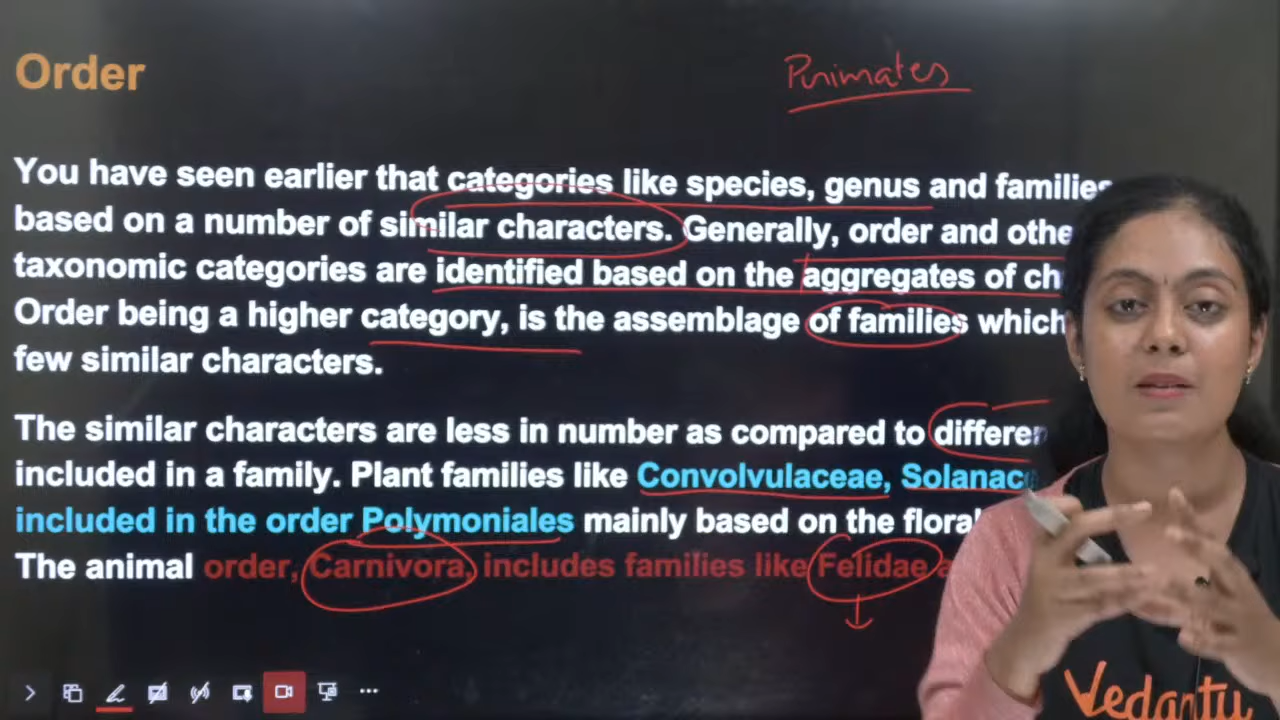 Order
Primates
You have seen earlier that categories like species, genus and families
based on a number of similar characters. Generally, order and othe
taxonomic categories are identified based on the aggregates of ch
Order being a higher category, is the assemblage of families which
few similar characters.
The similar characters are less in number as compared to differen
included in a family. Plant families like Convolvulaceae, Solanac
included in the order Polymoniales mainly based on the floral
The animal order, Carnivora, includes families like Felidae a
Vedantu